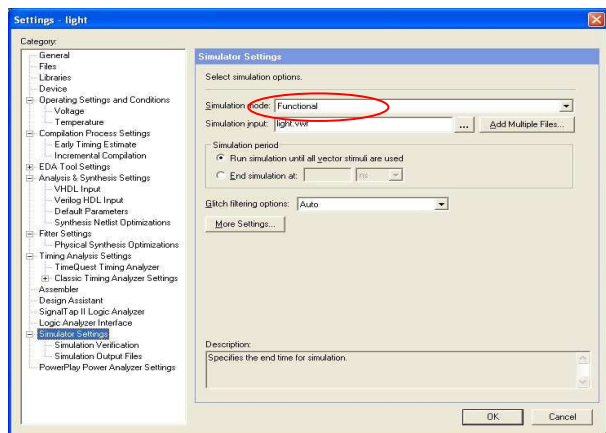 Settings - light
Category:
General
Files
Libraries
Device
Operating Settings and Conditions
Voltage
Temperature
Compilation Process Settings
Early Timing Estimate
Incremental Compilation
EDA Tool Settings
Analysis & Synthesis Settings
VHDL Input
Verilog HDL Input
Default Parameters
Synthesis Netlist Optimizations
Fitter Settings
Physical Synthesis Optimizations
Timing Analysis Settings
TimeQuest Timing Analyzer
Classic Timing Analyzer Settings
Assembler
Design Assistant
SignalTap II Logic Analyzer
Logic Analyzer Interface
Simulator Settings
Simulation Verification
Simulation Output Files
PowerPlay Power Analyzer Settings
Simulator Settings
Select simulation options.
Simulation mode: Functional
Simulation input: light.vwf ... Add Multiple Files...
Simulation period
Run simulation until all vector stimuli are used
End simulation at: ns
Glitch filtering options: Auto
More Settings...
Description:
Specifies the end time for simulation.
OK Cancel